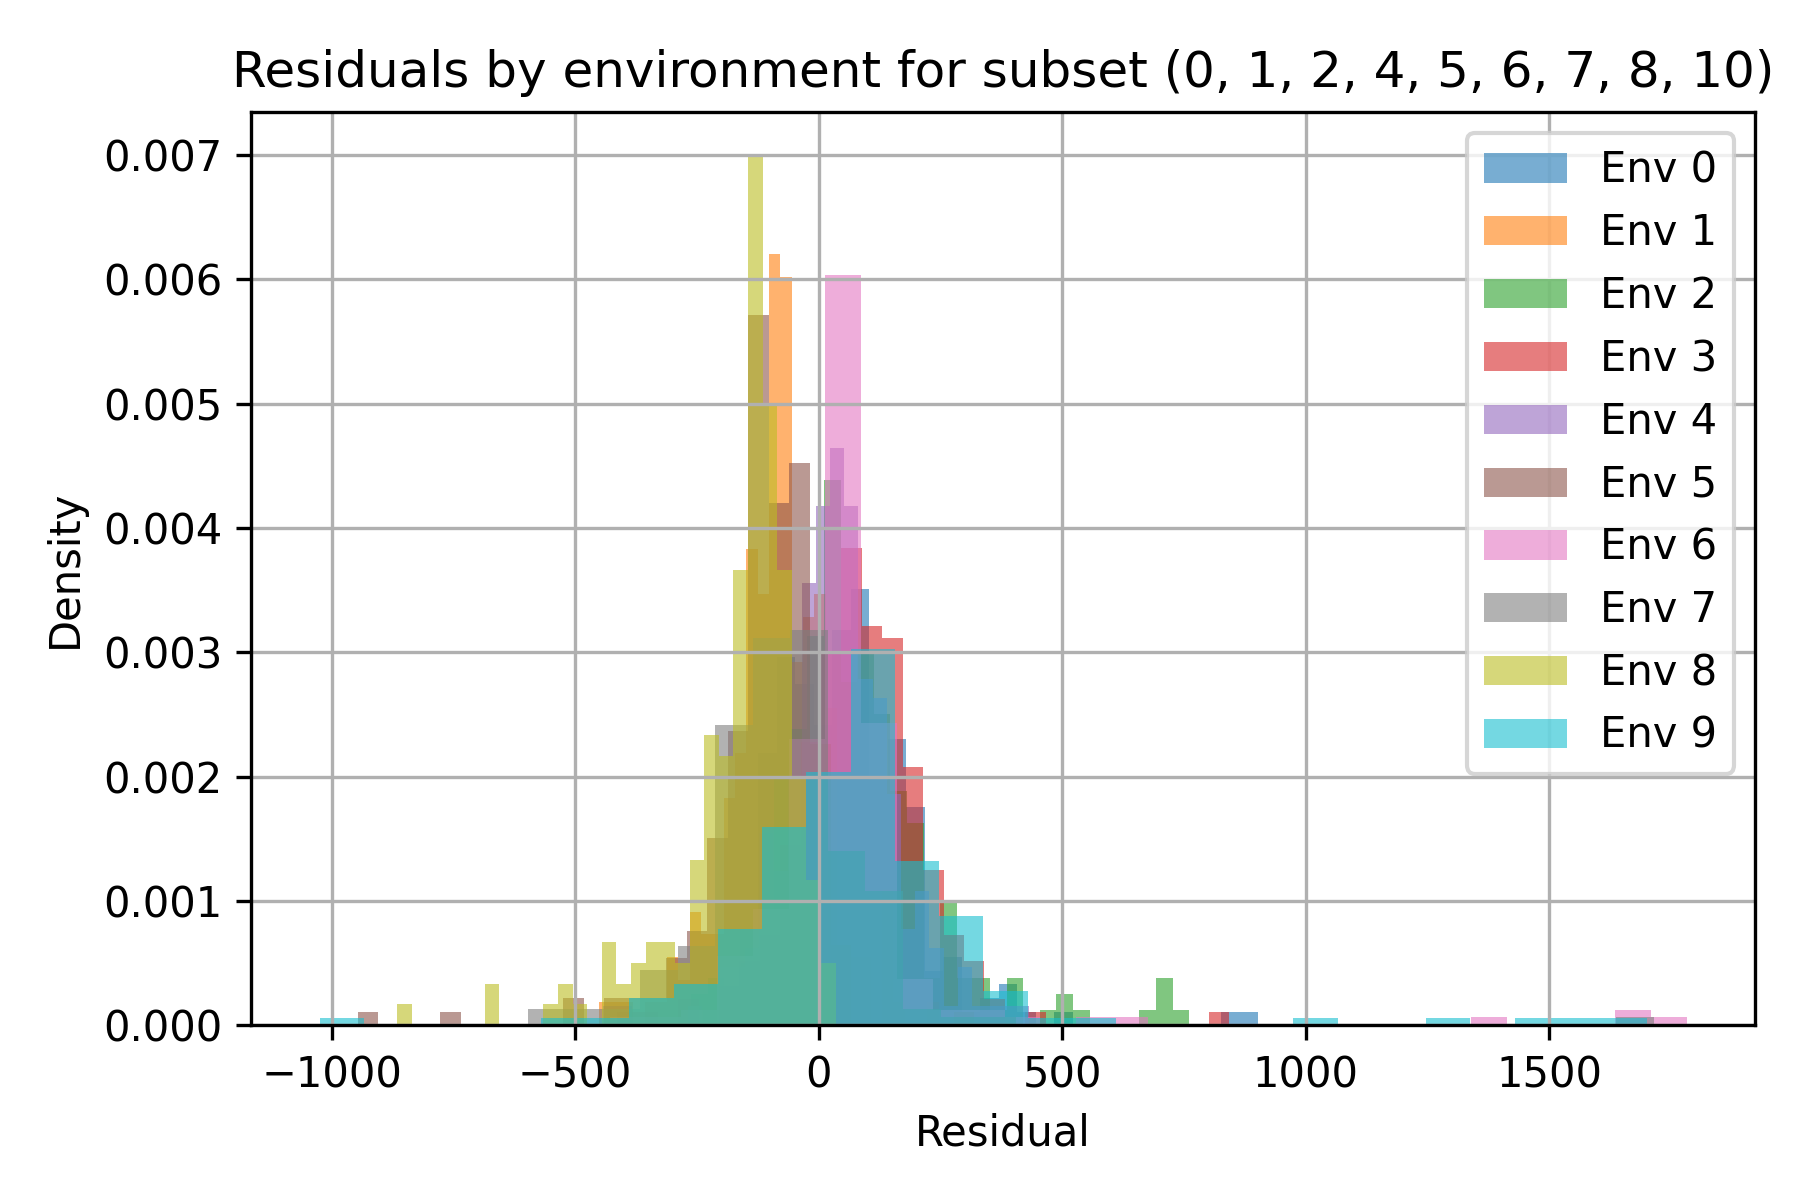 Residuals by environment for subset (0, 1, 2, 4, 5, 6, 7, 8, 10)
0.007
0.006
0.005
0.004
0.003
0.002
0.001
0.000
Density
Env 0
Env 1
Env 2
Env 3
Env 4
Env 5
Env 6
Env 7
Env 8
Env 9
−1000 −500 0 500 1000 1500
Residual